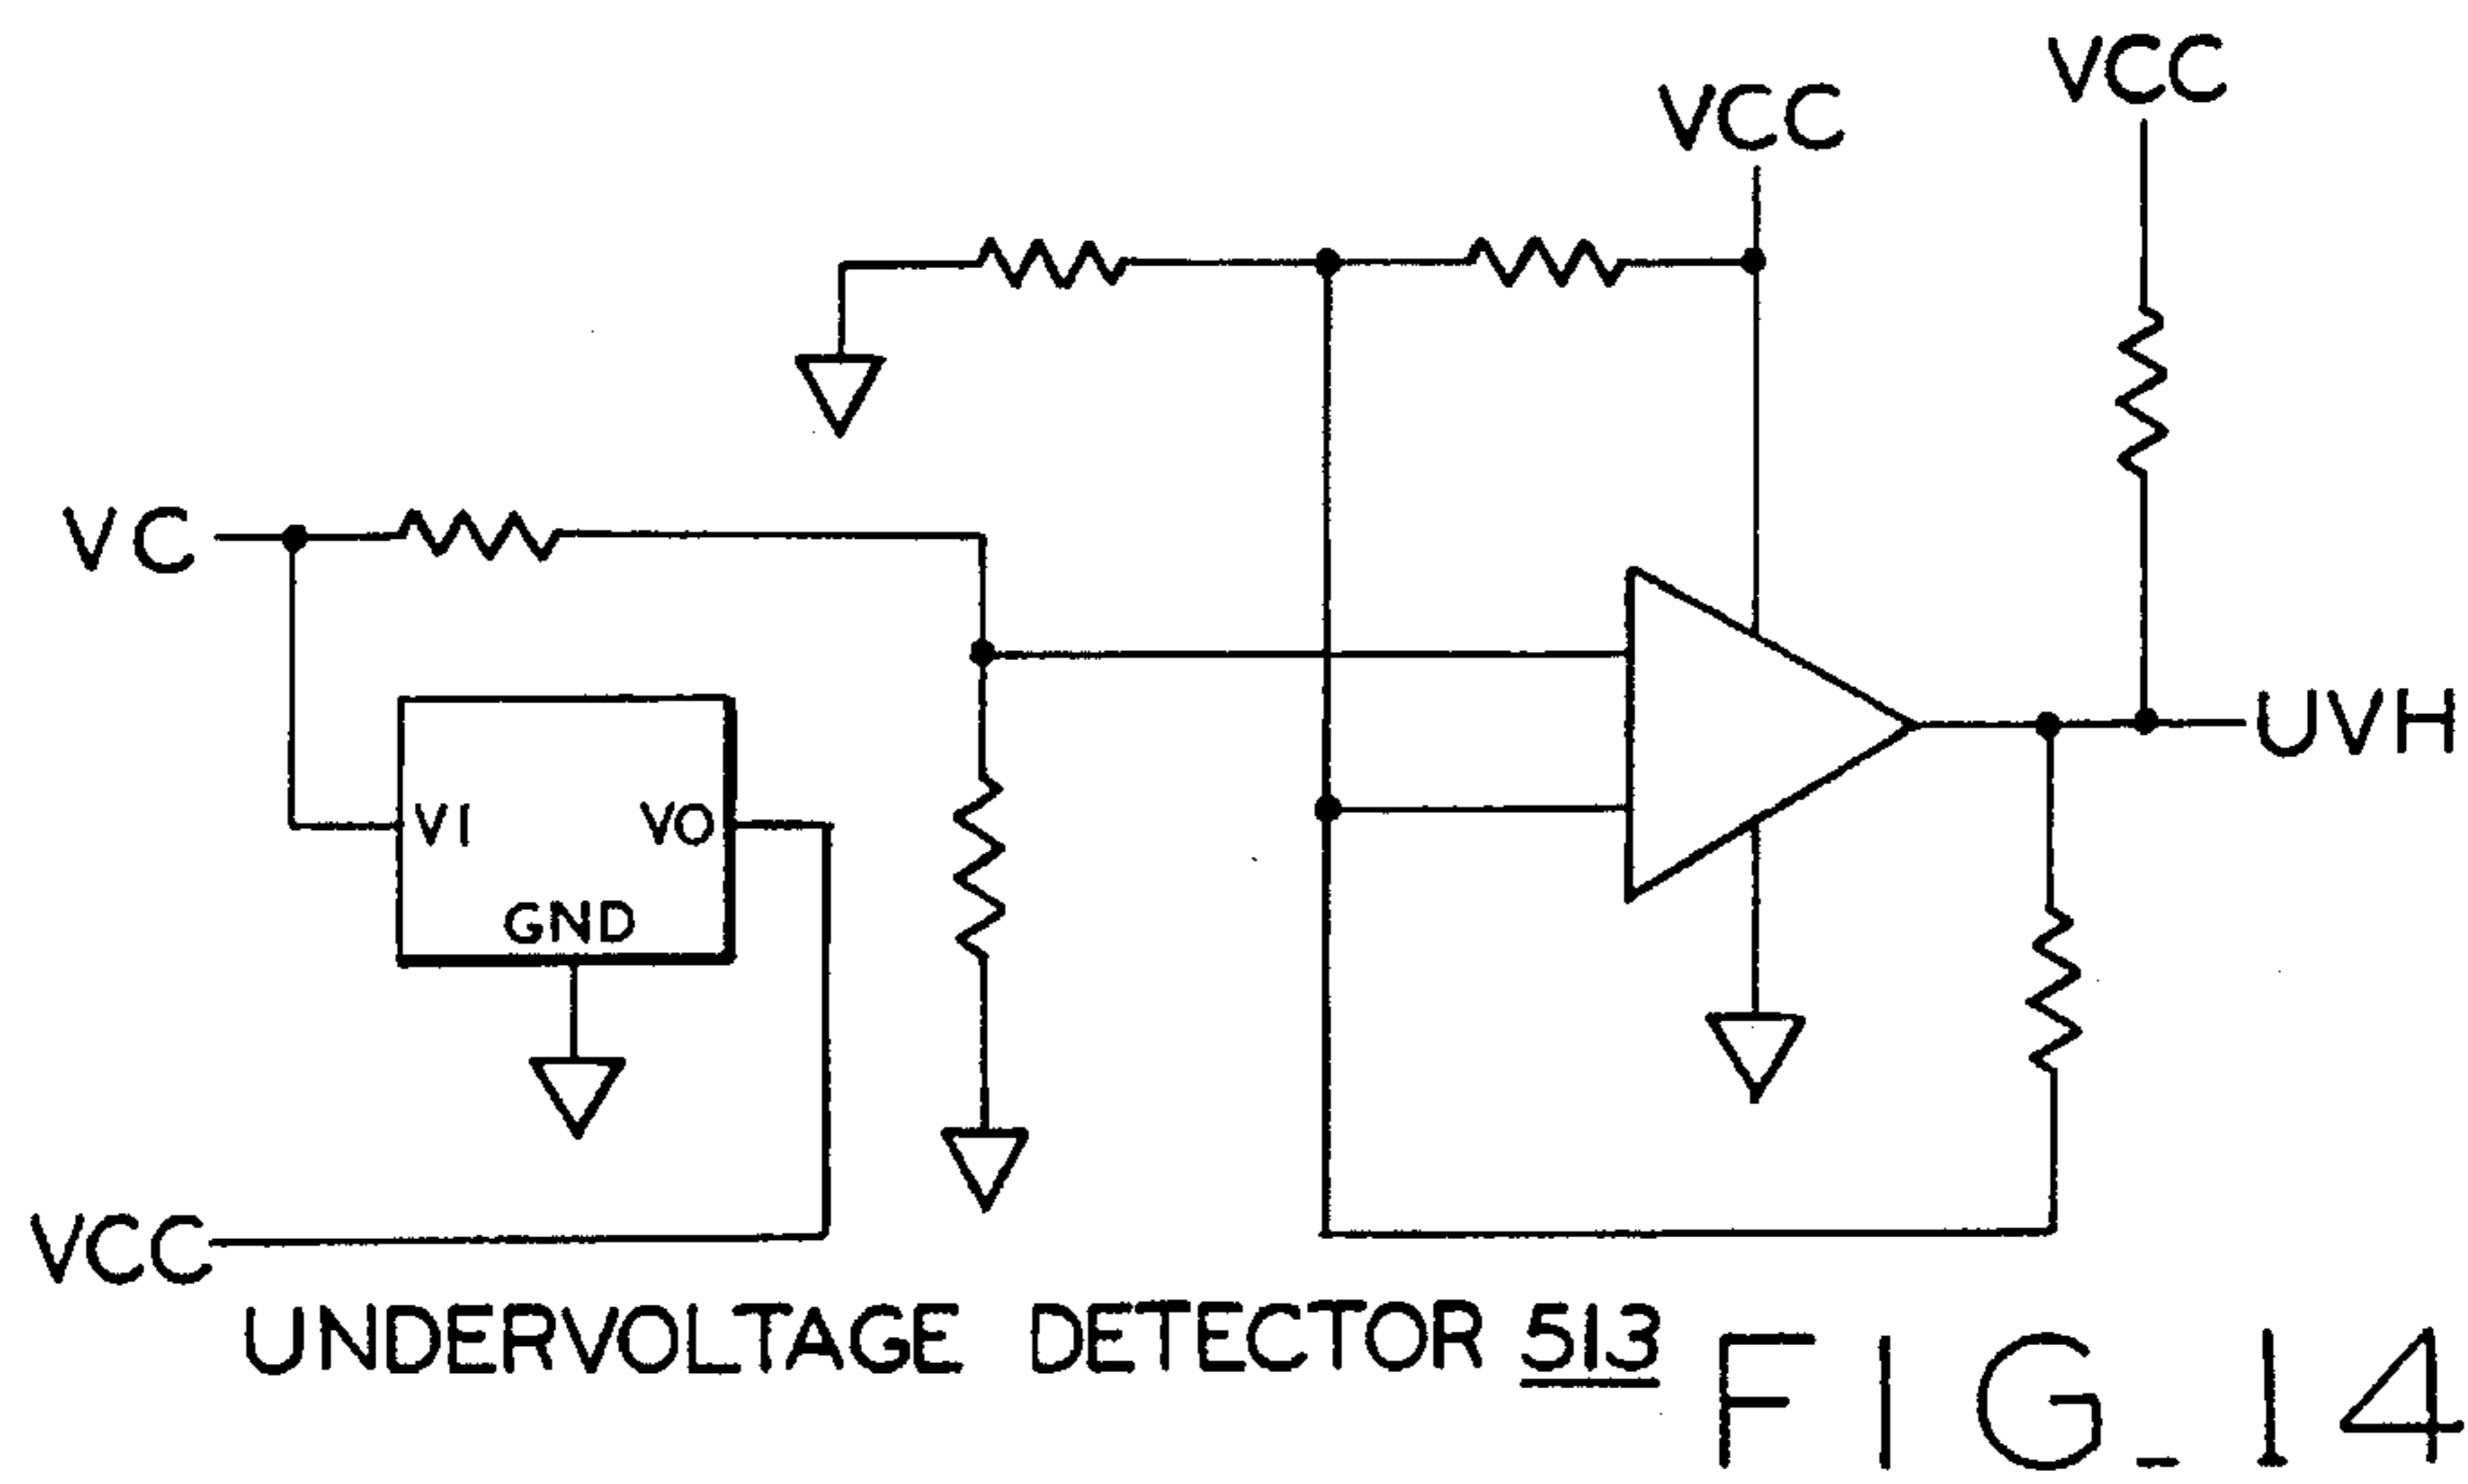 VCC
VCC
VC
VI
VO
GND
UVH
VCC
UNDERVOLTAGE DETECTOR 513
FIG_14